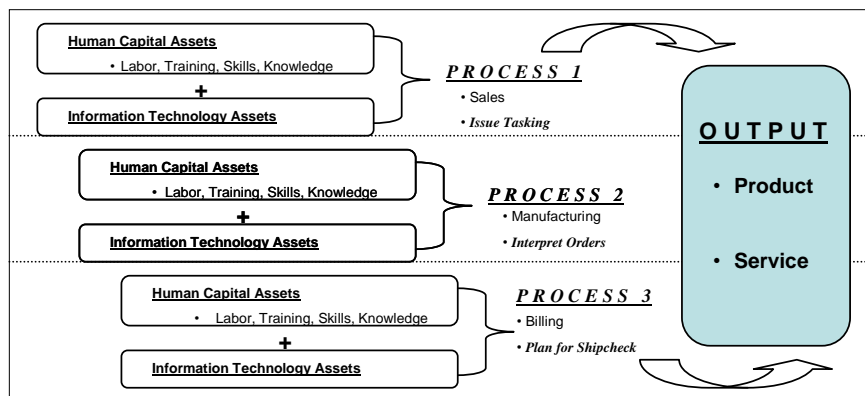 Human Capital Assets
• Labor, Training, Skills, Knowledge
+
Information Technology Assets
PROCESS 1
• Sales
• Issue Tasking
Human Capital Assets
• Labor, Training, Skills, Knowledge
+
Information Technology Assets
PROCESS 2
• Manufacturing
• Interpret Orders
Human Capital Assets
• Labor, Training, Skills, Knowledge
+
Information Technology Assets
PROCESS 3
• Billing
• Plan for Shipcheck
OUTPUT
• Product
• Service